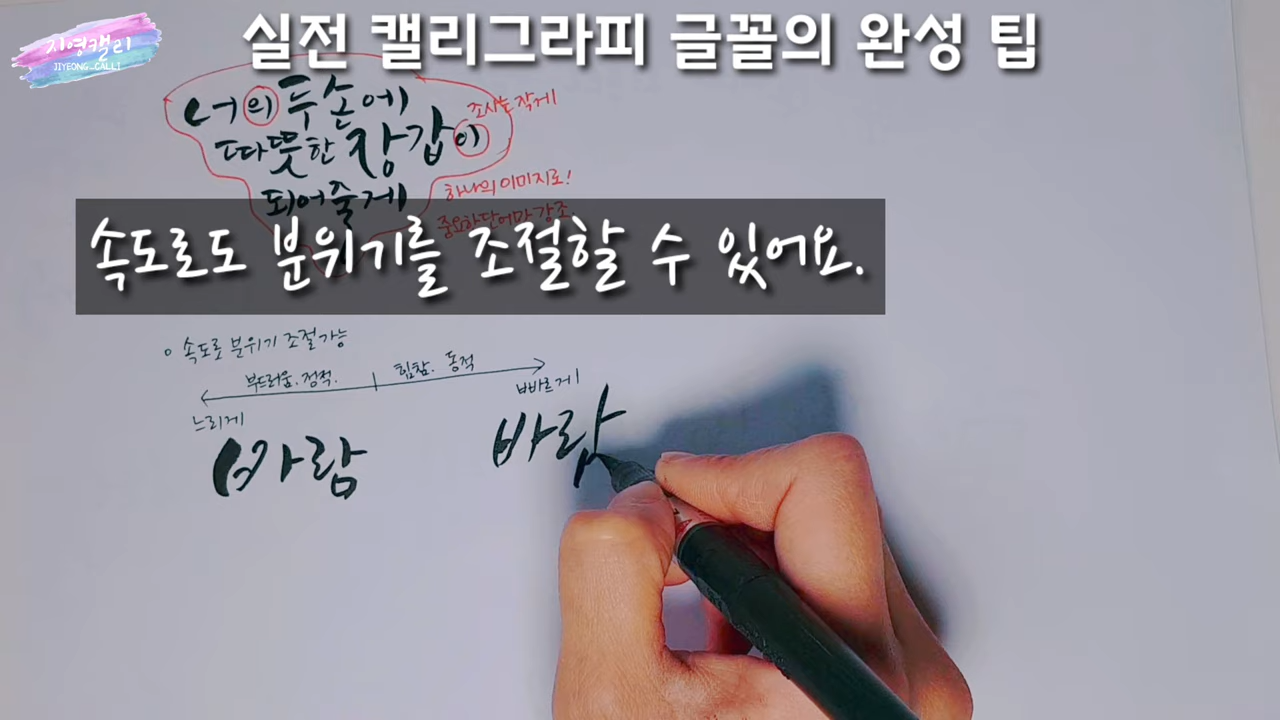 실전 캘리그라피 글꼴의 완성 팁
지영캘리
JIYEONG_CALLI
너의 두손에
조사는 작게
따뜻한 장갑이
되어줄게
하나의 이미지로!
중요한단어만 강조
속도로도 분위기를 조절할 수 있어요.
속도로 분위기 조절가능
부드러움, 정적.
힘참. 동적
느리게
빠르게
바람
바람